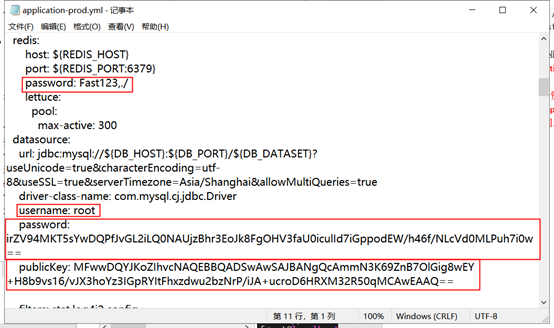 application-prod.yml - 记事本
文件(F) 编辑(E) 格式(O) 查看(V) 帮助(H)
redis:
host: ${REDIS_HOST}
port: ${REDIS_PORT:6379}
password: Fast123,./
lettuce:
pool:
max-active: 300
datasource:
url: jdbc:mysql://${DB_HOST}:${DB_PORT}/${DB_DATASET}?
useUnicode=true&characterEncoding=utf-
8&useSSL=true&serverTimezone=Asia/Shanghai&allowMultiQueries=true
driver-class-name: com.mysql.cj.jdbc.Driver
username: root
password:
irZV94MKT5sYwDQPfJvGL2iLQ0NAUjzBhr3EoJk8FgOHV3faU0iculId7iGppodEW/h46f/NLcVd0MLPuh7i0w
==
publicKey: MFwwDQYJKoZIhvcNAQEBBQADSwAwSAJBANgQcAmmN3K69ZnB7OlGig8wEY
+H8b9vs16/vJX3hoYz3IGpRYItFhxzdwu2bzNrP/iJA+ucroD6HRXM32R50qMCAwEAAQ==
第 11 行，第 1 列
100%
Windows (CRLF)
UTF-8